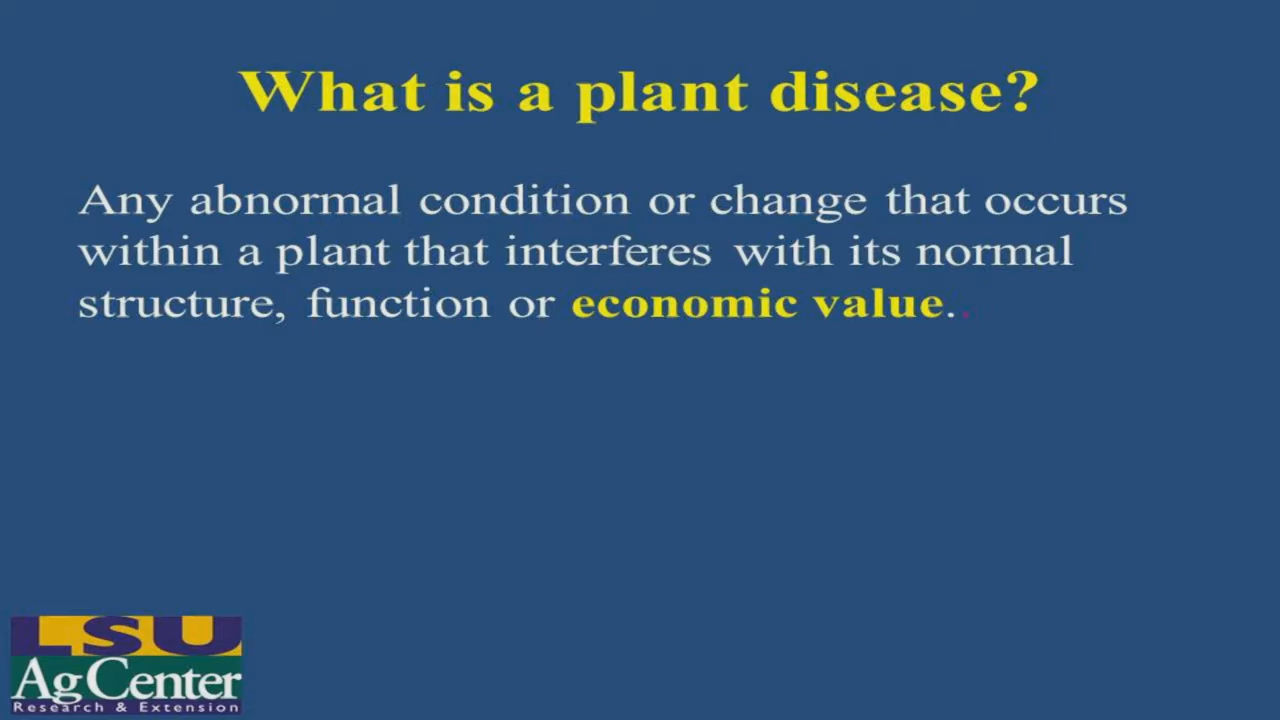 What is a plant disease?
Any abnormal condition or change that occurs
within a plant that interferes with its normal
structure, function or economic value..
LSU
AgCenter
Research & Extension